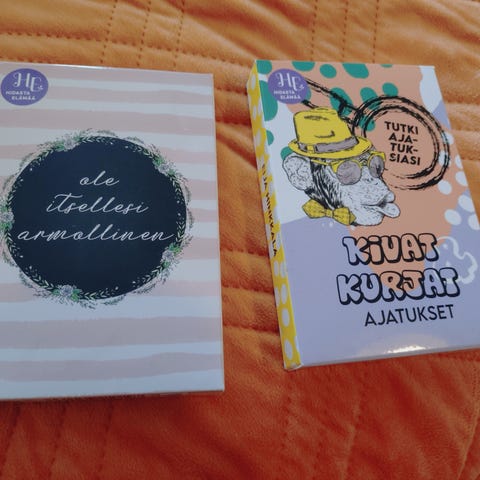 HE
HIDASTA
ELÄMÄÄ
ole
itsellesi
armollinen
HE
HIDASTA
ELÄMÄÄ
TUTKI
AJA-
TUK-
SIASI
KIVAT
KURJAT
AJATUKSET